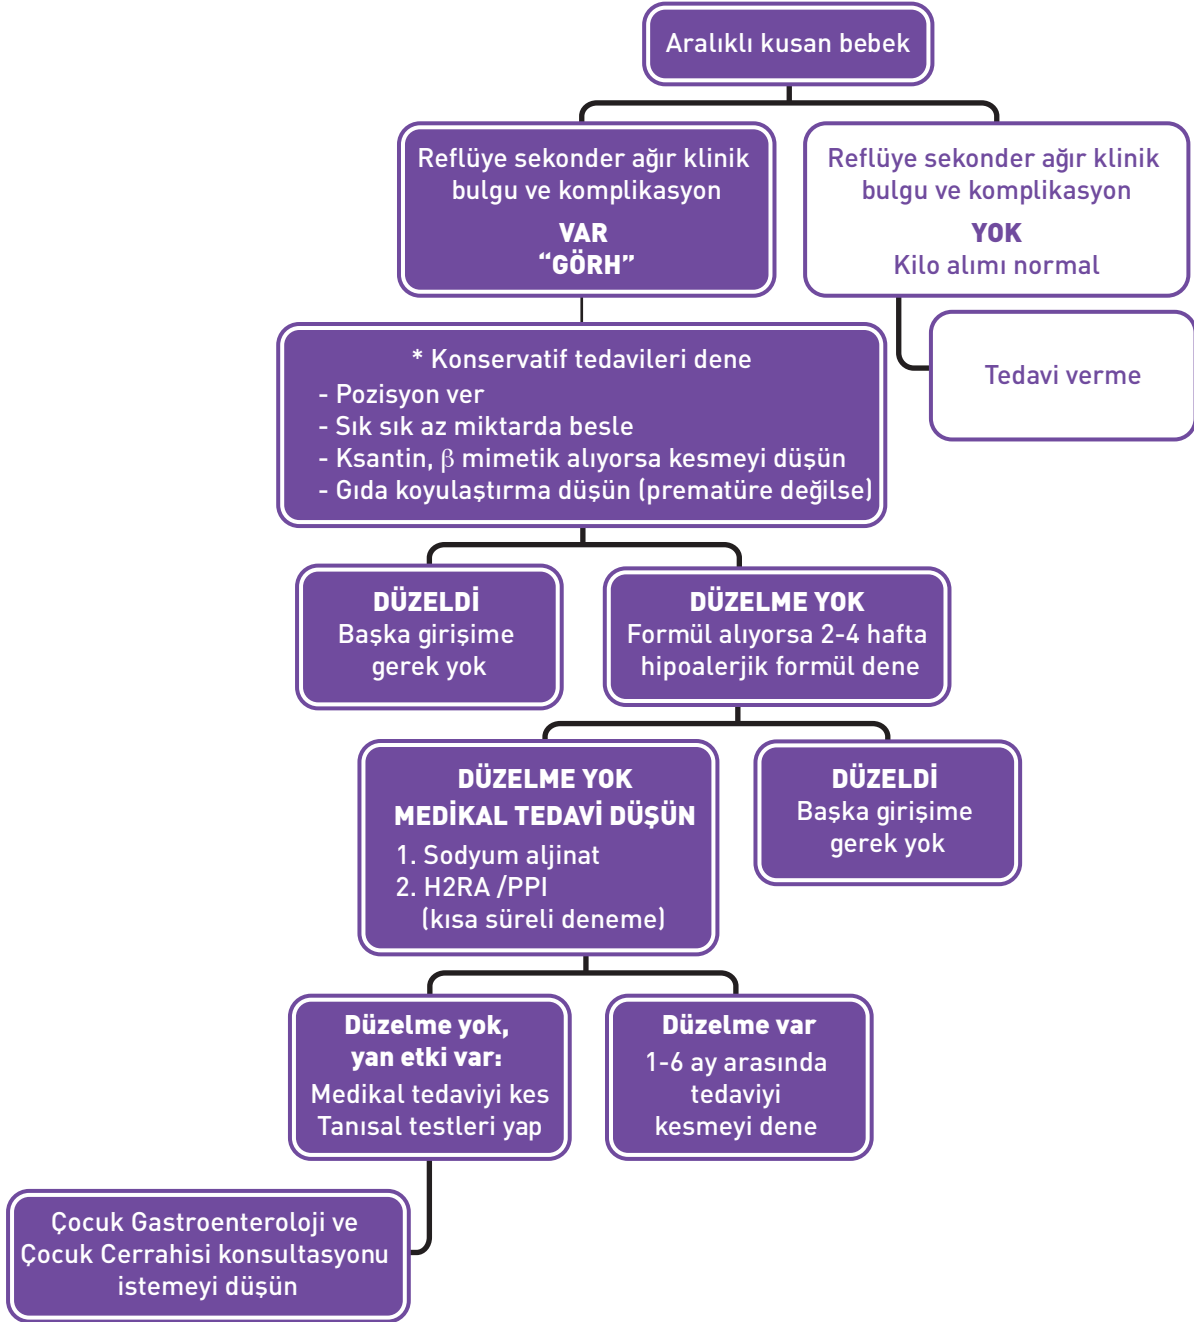 Aralıklı kusan bebek
Reflüye sekonder ağır klinik
bulgu ve komplikasyon
VAR
“GÖRH”
Reflüye sekonder ağır klinik
bulgu ve komplikasyon
YOK
Kilo alımı normal
Tedavi verme
* Konservatif tedavileri dene
- Pozisyon ver
- Sık sık az miktarda besle
- Ksantin, β mimetik alıyorsa kesmeyi düşün
- Gıda koyulaştırma düşün (prematüre değilse)
DÜZELDİ
Başka girişime
gerek yok
DÜZELME YOK
Formül alıyorsa 2-4 hafta
hipoalerjik formül dene
DÜZELME YOK
MEDİKAL TEDAVİ DÜŞÜN
1. Sodyum aljinat
2. H2RA /PPI
(kısa süreli deneme)
DÜZELDİ
Başka girişime
gerek yok
Düzelme yok,
yan etki var:
Medikal tedaviyi kes
Tanısal testleri yap
Düzelme var
1-6 ay arasında
tedaviyi
kesmeyi dene
Çocuk Gastroenteroloji ve
Çocuk Cerrahisi konsultasyonu
istemeyi düşün